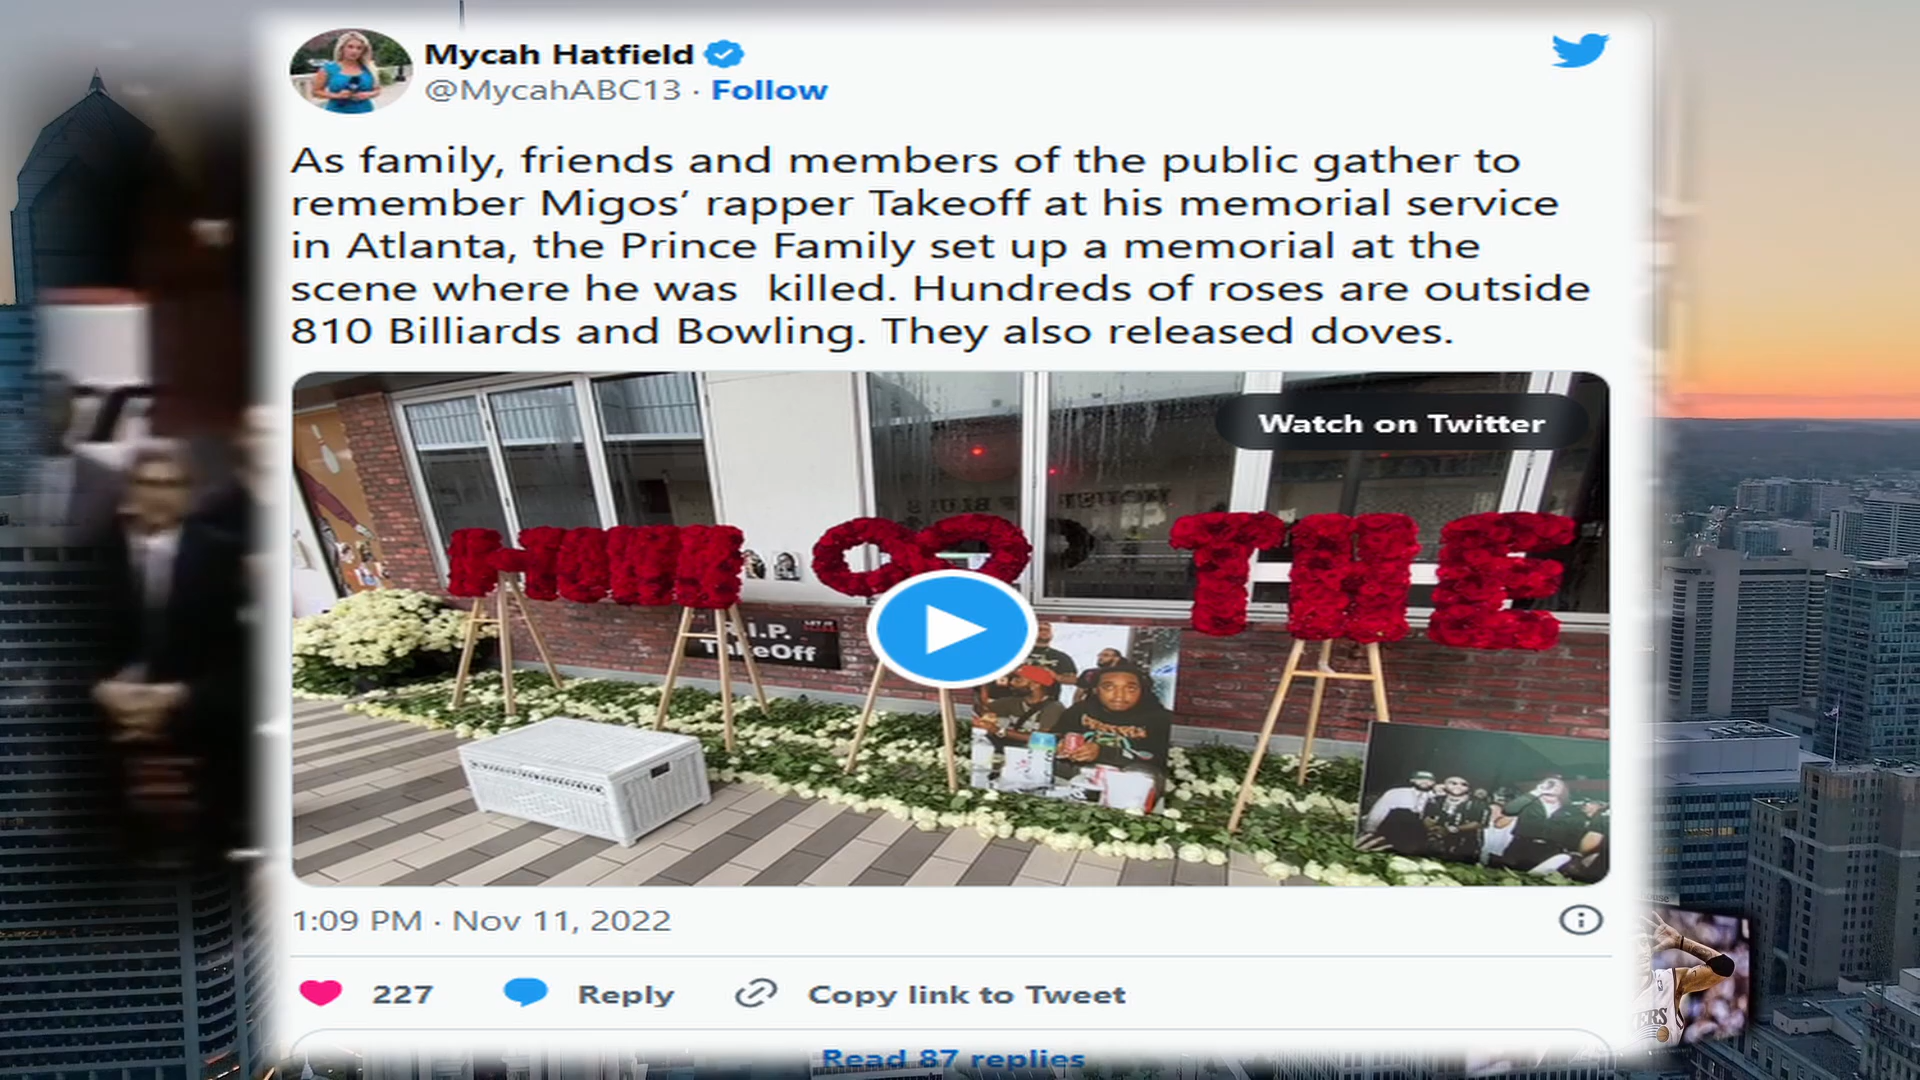 Mycah Hatfield
@MycahABC13 · Follow
As family, friends and members of the public gather to
remember Migos’ rapper Takeoff at his memorial service
in Atlanta, the Prince Family set up a memorial at the
scene where he was  killed. Hundreds of roses are outside
810 Billiards and Bowling. They also released doves.
Watch on Twitter
THE
TakeOff
1:09 PM · Nov 11, 2022
227 Reply Copy link to Tweet
Read 87 replies